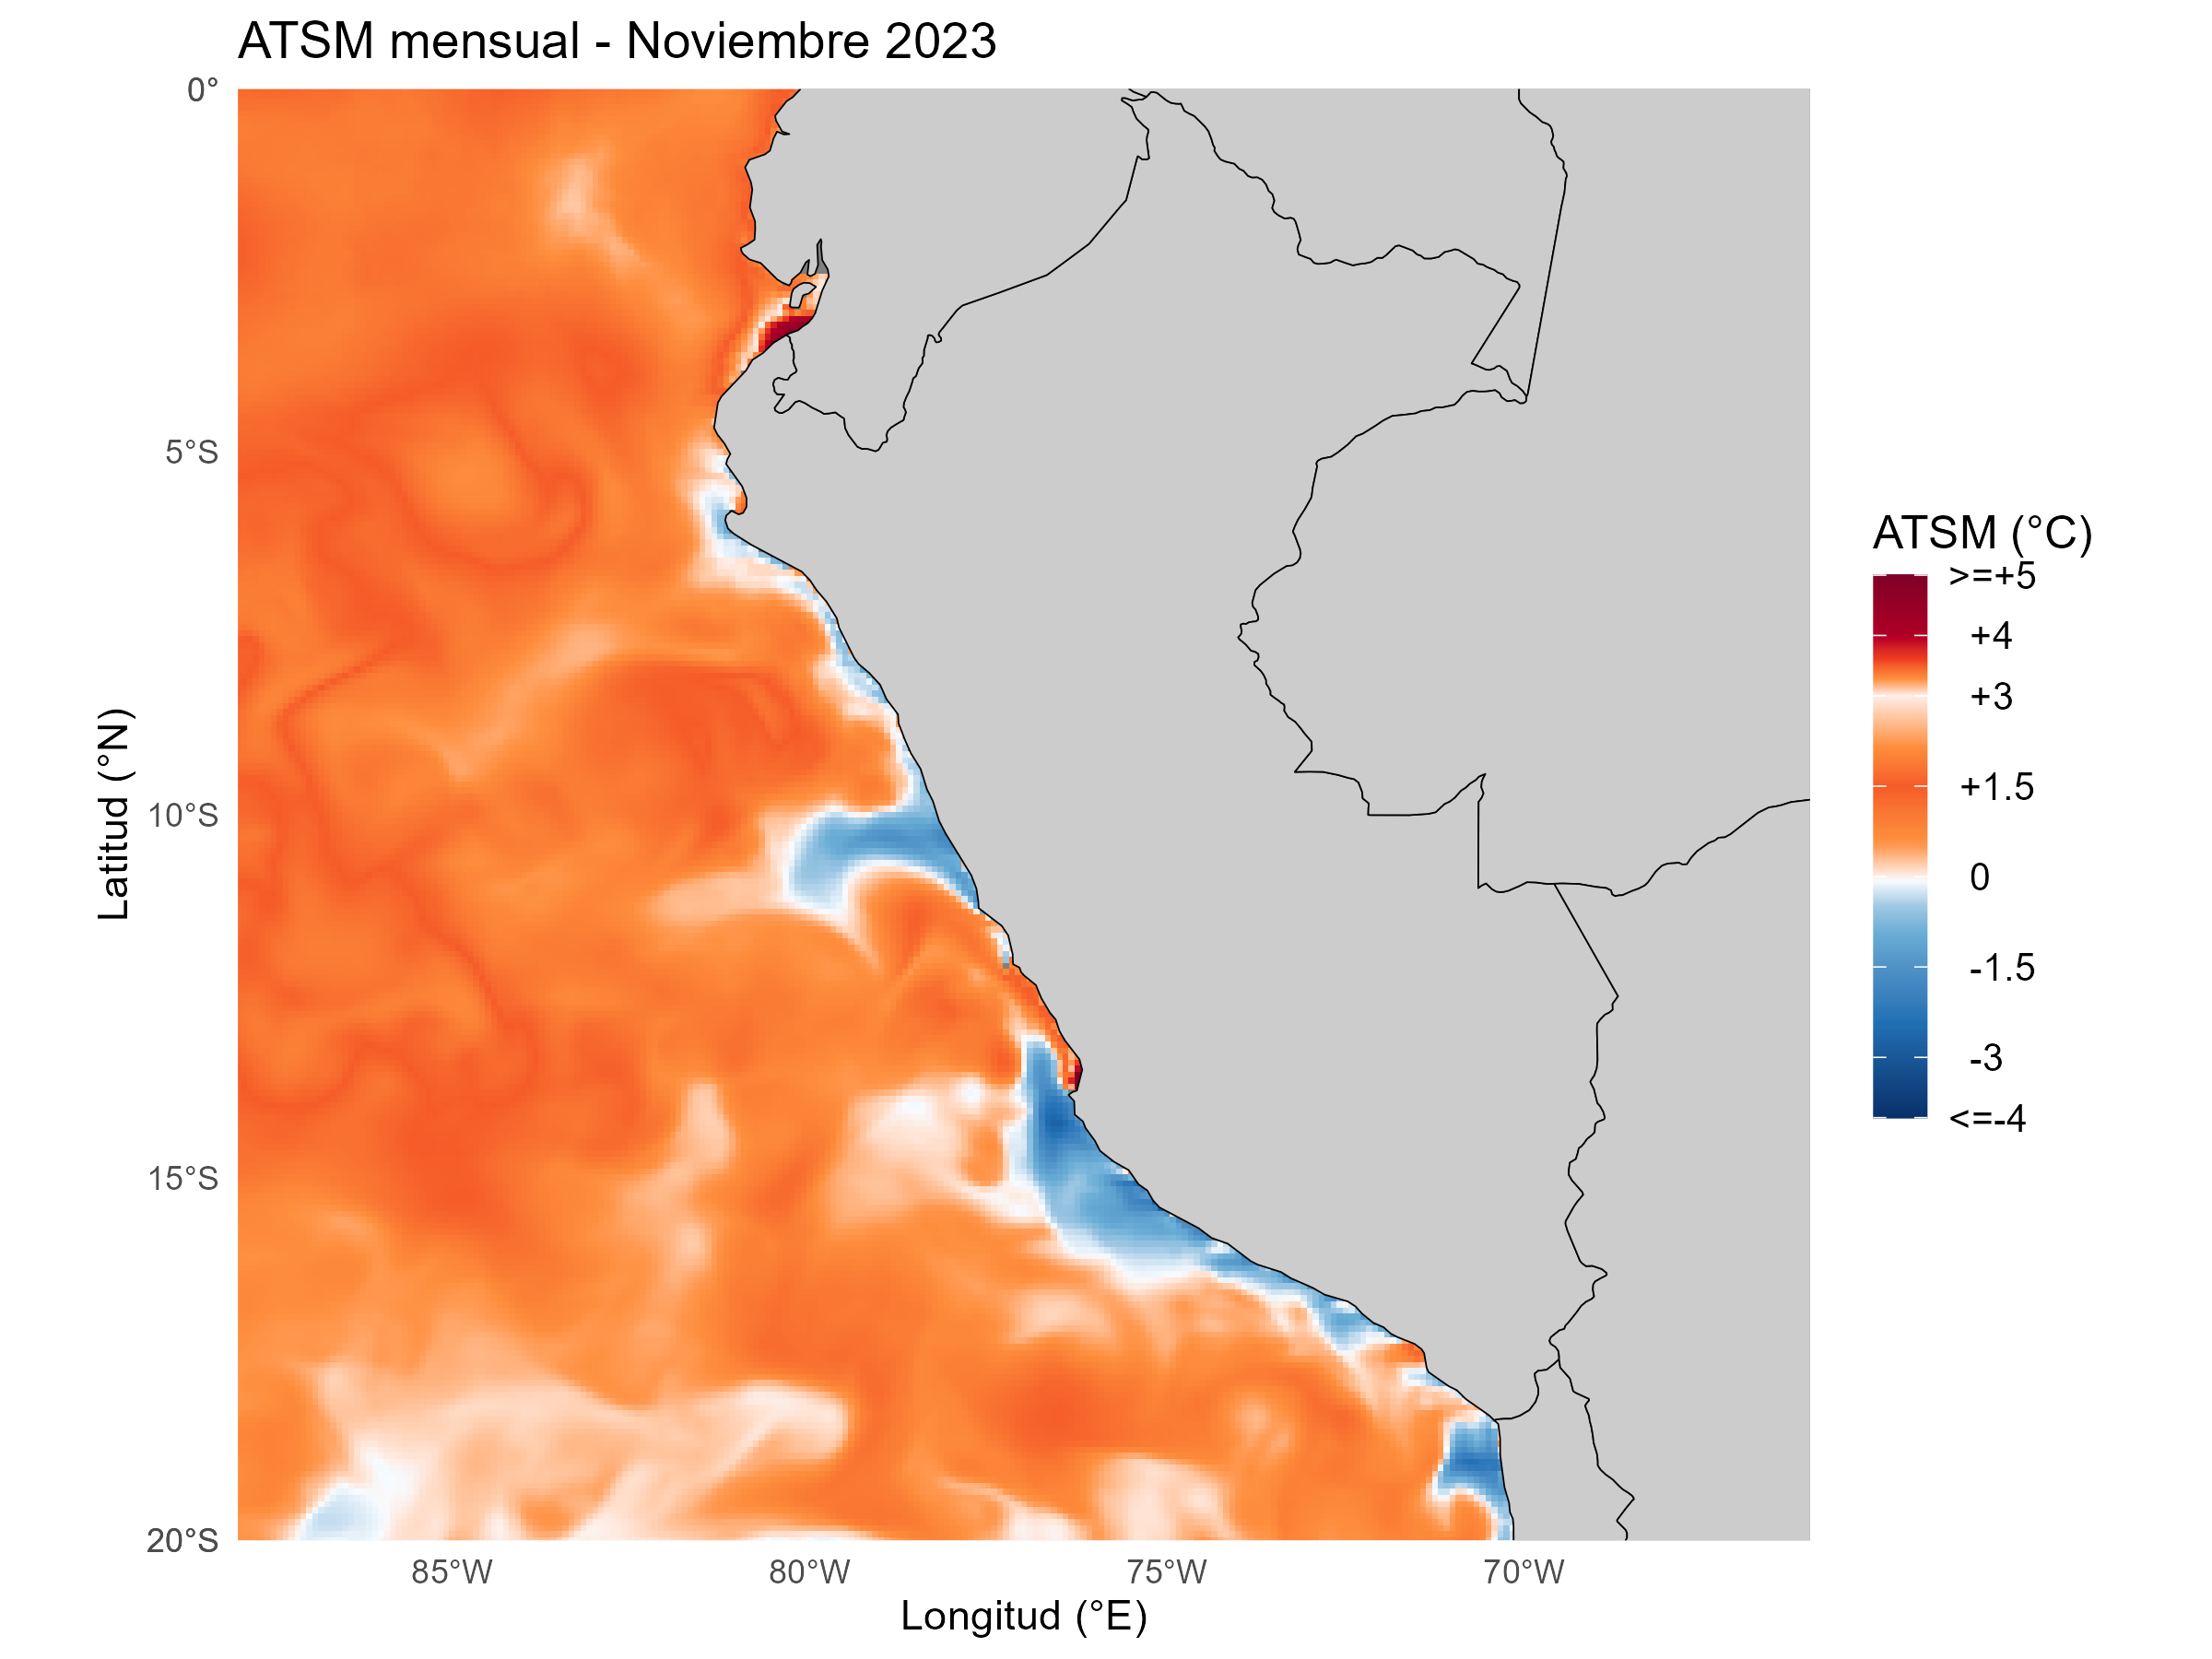 ATSM mensual - Noviembre 2023
0°
5°S
10°S
15°S
20°S
Latitud (°N)
85°W
80°W
75°W
70°W
Longitud (°E)
ATSM (°C)
>=+5
+4
+3
+1.5
0
-1.5
-3
<=-4